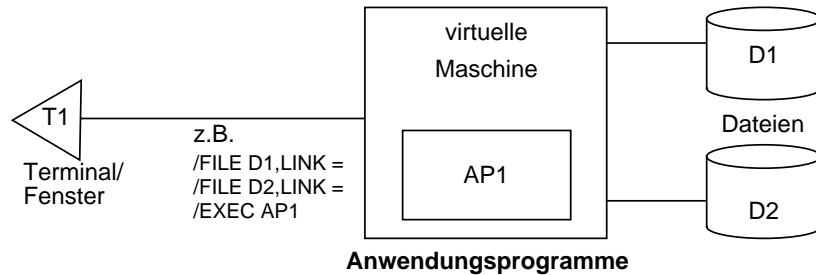 virtuelle
Maschine
D1
T1
z.B.
/FILE D1,LINK =
/FILE D2,LINK =
/EXEC AP1
Terminal/
Fenster
AP1
Dateien
D2
Anwendungsprogramme